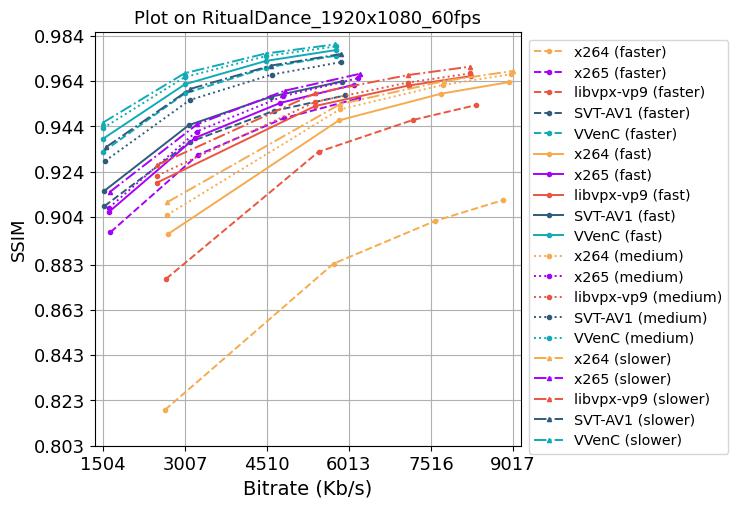 Plot on RitualDance_1920x1080_60fps
SSIM
0.984
0.964
0.944
0.924
0.904
0.883
0.863
0.843
0.823
0.803
1504 3007 4510 6013 7516 9017
Bitrate (Kb/s)
x264 (faster)
x265 (faster)
libvpx-vp9 (faster)
SVT-AV1 (faster)
VVenC (faster)
x264 (fast)
x265 (fast)
libvpx-vp9 (fast)
SVT-AV1 (fast)
VVenC (fast)
x264 (medium)
x265 (medium)
libvpx-vp9 (medium)
SVT-AV1 (medium)
VVenC (medium)
x264 (slower)
x265 (slower)
libvpx-vp9 (slower)
SVT-AV1 (slower)
VVenC (slower)